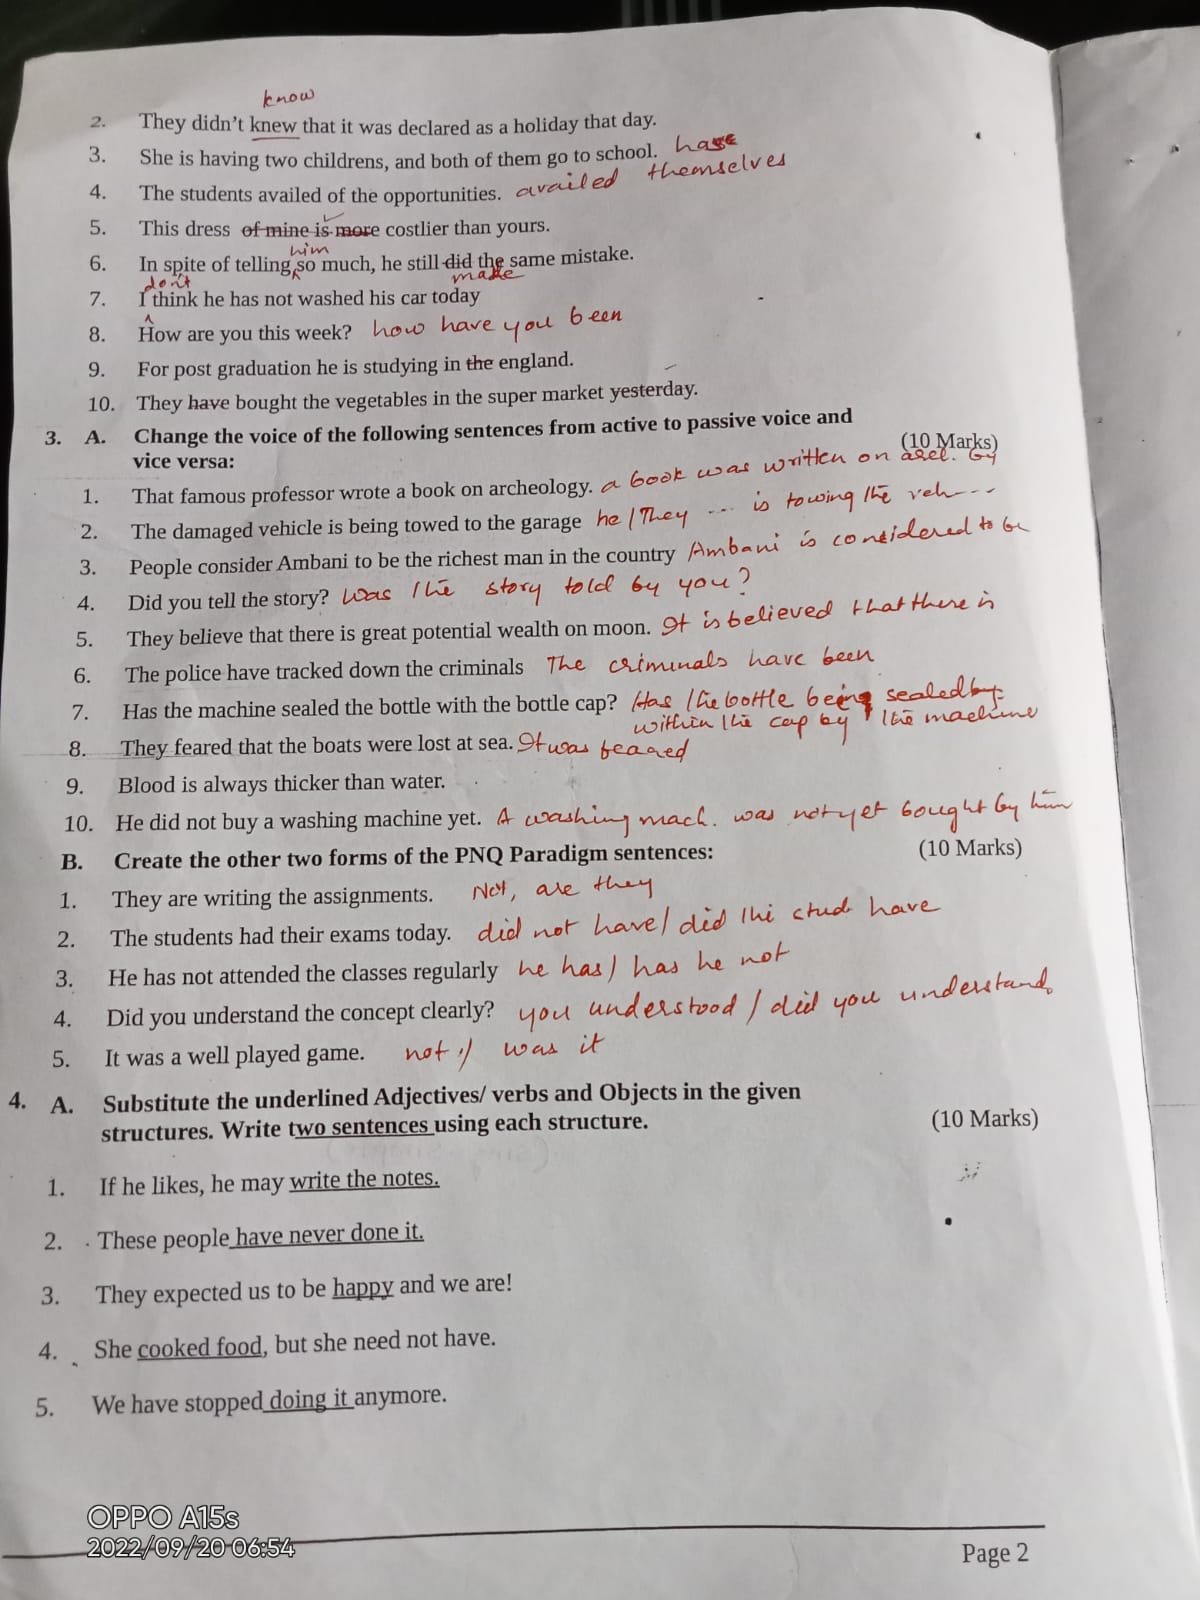 know
2. They didn't knew that it was declared as a holiday that day.
3. She is having two childrens, and both of them go to school. have
4. The students availed of the opportunities. availed themselves
5. This dress of mine is more costlier than yours.
him
6. In spite of telling so much, he still did the same mistake.
don't make
7. I think he has not washed his car today
8. How are you this week? how have you been
9. For post graduation he is studying in the england.
10. They have bought the vegetables in the super market yesterday.
3. A. Change the voice of the following sentences from active to passive voice and
vice versa: (10 Marks)
1. That famous professor wrote a book on archeology. a book was written on by
2. The damaged vehicle is being towed to the garage he / They --- is towing the veh---
3. People consider Ambani to be the richest man in the country Ambani is considered to be
4. Did you tell the story? was the story told by you?
5. They believe that there is great potential wealth on moon. It is believed that there is
6. The police have tracked down the criminals The criminals have been
7. Has the machine sealed the bottle with the bottle cap? Has the bottle being sealed by
the cap by the machine
8. They feared that the boats were lost at sea. It was feared
9. Blood is always thicker than water.
10. He did not buy a washing machine yet. A washing mach. was not yet bought by him
B. Create the other two forms of the PNQ Paradigm sentences: (10 Marks)
1. They are writing the assignments. Not, are they
2. The students had their exams today. did not have / did the stud. have
3. He has not attended the classes regularly he has / has he not
4. Did you understand the concept clearly? you understood / did you understand.
5. It was a well played game. not // was it
4. A. Substitute the underlined Adjectives/ verbs and Objects in the given
structures. Write two sentences using each structure. (10 Marks)
1. If he likes, he may write the notes.
2. These people have never done it.
3. They expected us to be happy and we are!
4. She cooked food, but she need not have.
5. We have stopped doing it anymore.
OPPO A15s
2022/09/20 06:54
Page 2